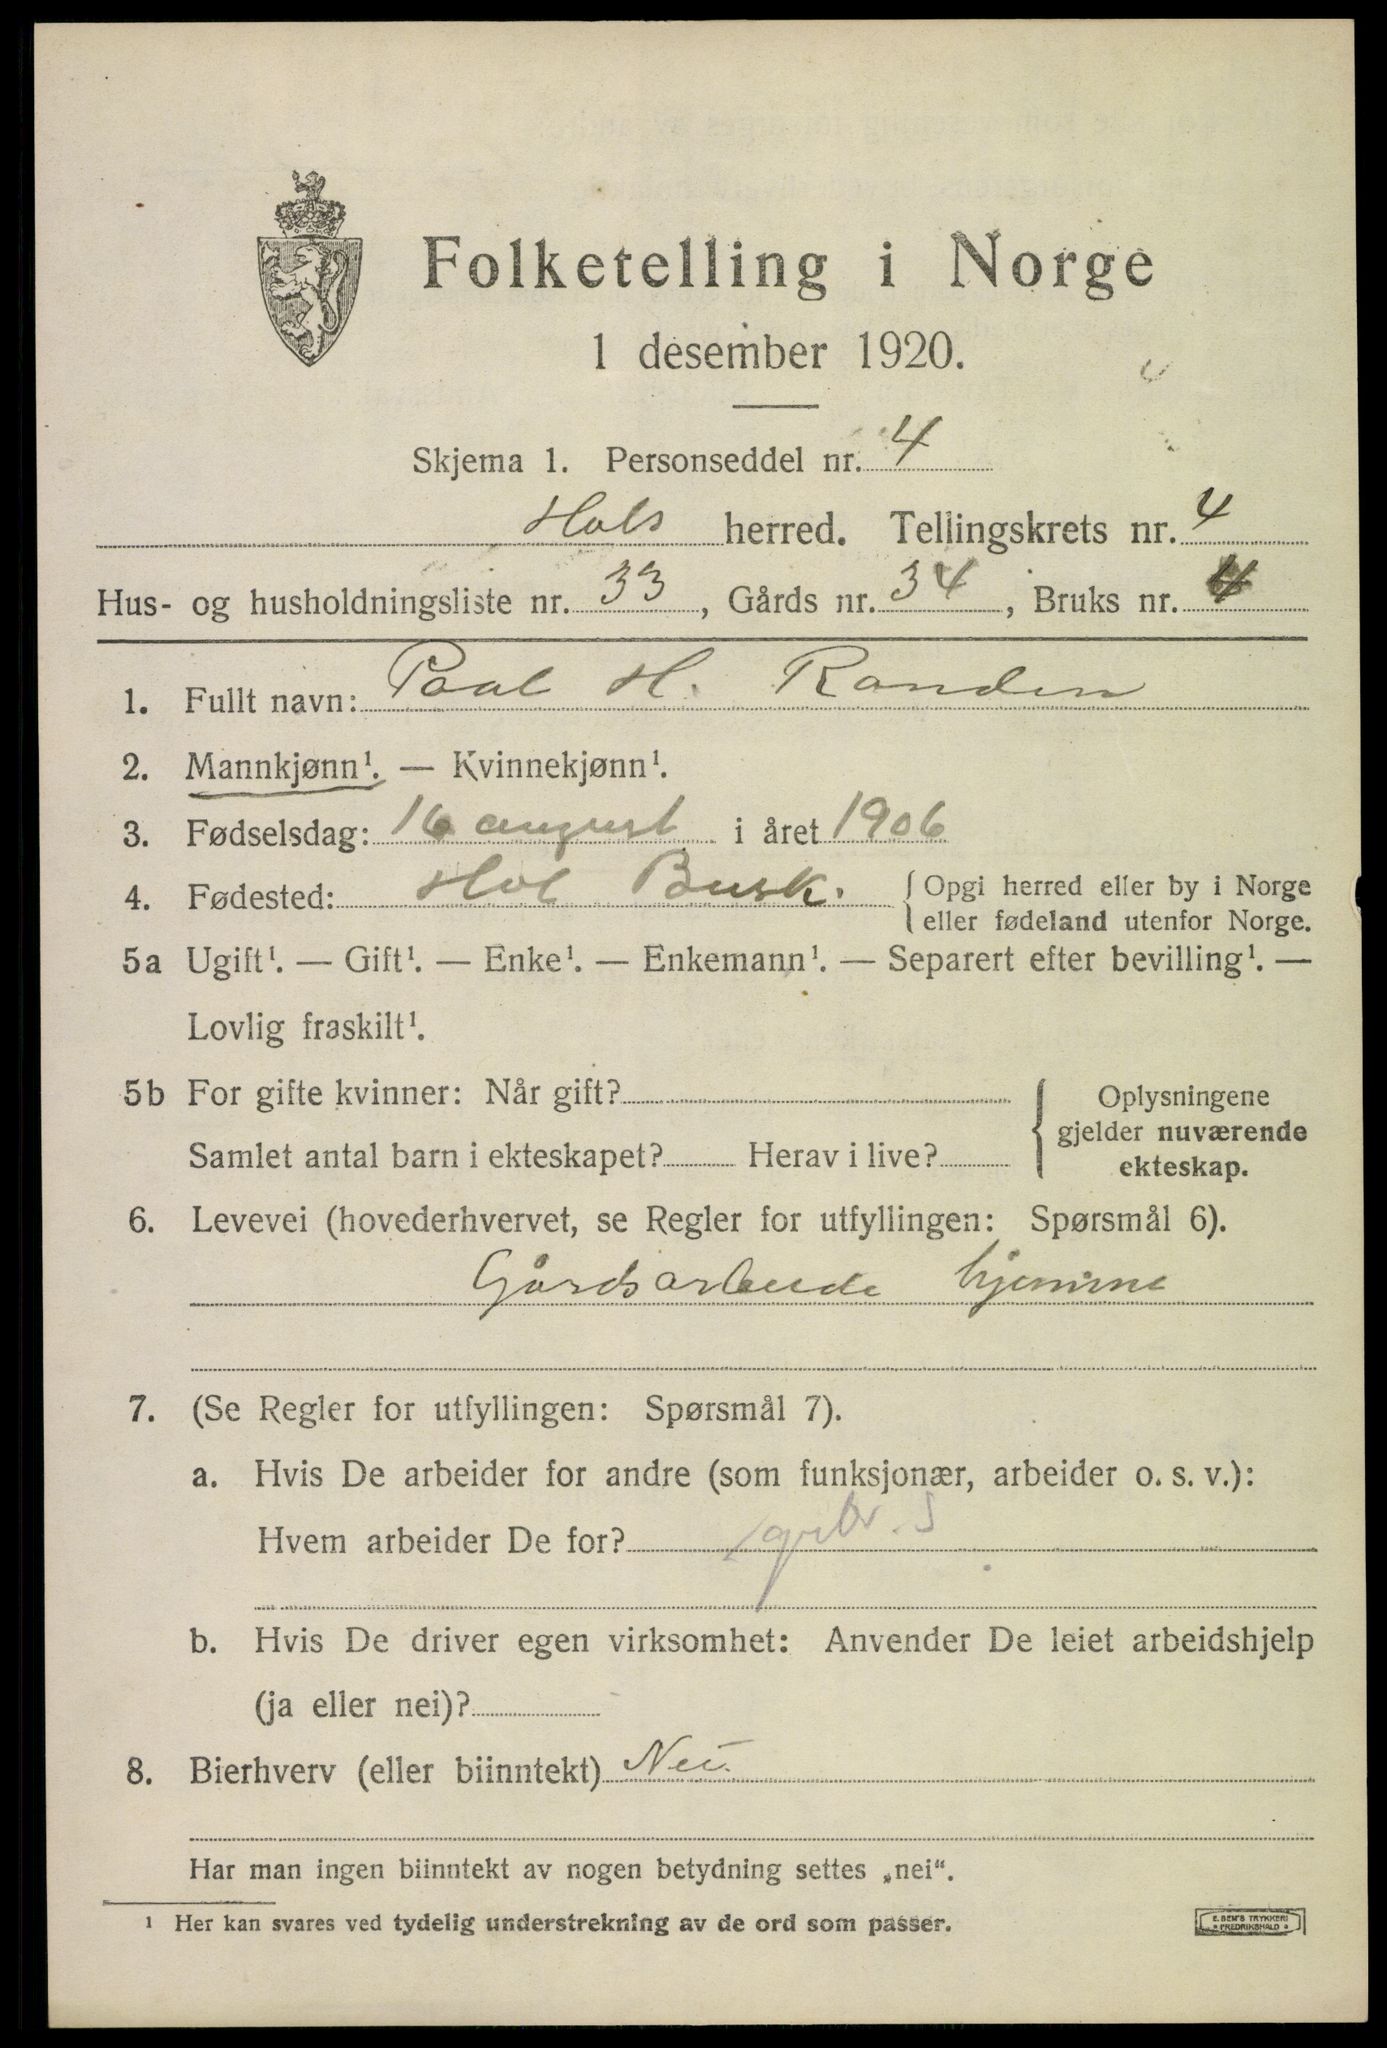 Folketelling i Norge
1 desember 1920.
Skjema 1. Personseddel nr. 4
Hols herred. Tellingskrets nr. 4
Hus- og husholdningsliste nr. 33, Gårds nr. 34, Bruks nr. 4
1. Fullt navn: Paal H. Randen
2. Mannkjønn¹. — Kvinnekjønn¹.
3. Fødselsdag: 16 august i året 1906
4. Fødested: Hol Busk. { Opgi herred eller by i Norge
eller fødeland utenfor Norge.
5a Ugift¹. — Gift¹. — Enke¹. — Enkemann¹. — Separert efter bevilling¹. —
Lovlig fraskilt¹.
5b For gifte kvinner: Når gift? { Oplysningene
gjelder nuværende
Samlet antal barn i ekteskapet? Herav i live?
ekteskap.
6. Levevei (hovederhvervet, se Regler for utfyllingen: Spørsmål 6).
Gårdsarbeide hjemme
7. (Se Regler for utfyllingen: Spørsmål 7).
a. Hvis De arbeider for andre (som funksjonær, arbeider o. s. v.):
Hvem arbeider De for?
b. Hvis De driver egen virksomhet: Anvender De leiet arbeidshjelp
(ja eller nei)?
8. Bierhverv (eller biinntekt) Nei
Har man ingen biinntekt av nogen betydning settes „nei“.
¹ Her kan svares ved tydelig understrekning av de ord som passer.
E. SEM'S TRYKKERI
* FREDRIKSHALD *